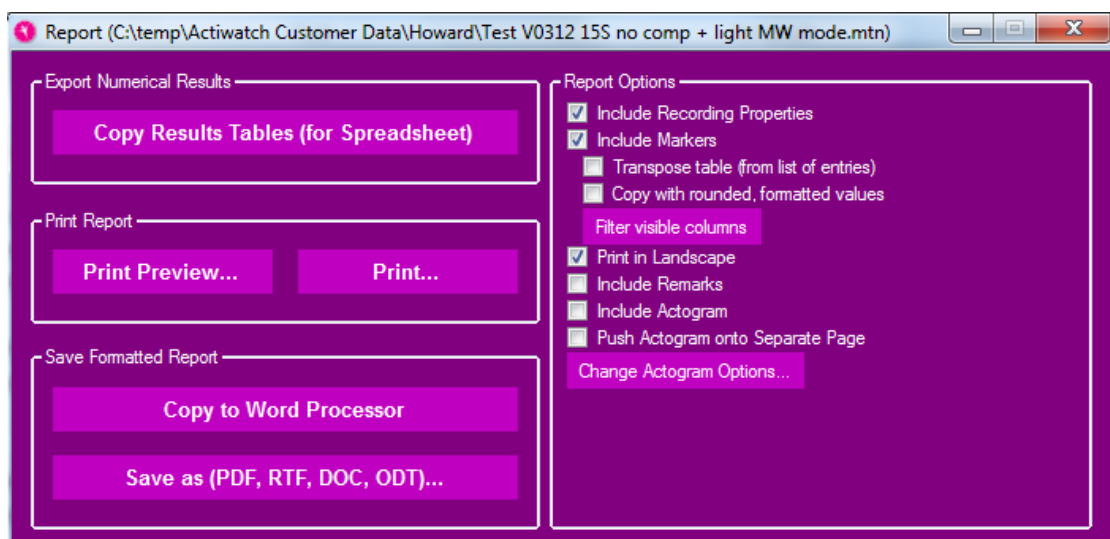 Report (C:\temp\Actiwatch Customer Data\Howard\Test V0312 15S no comp + light MW mode.mtn)
Export Numerical Results
Copy Results Tables (for Spreadsheet)
Print Report
Print Preview...
Print...
Save Formatted Report
Copy to Word Processor
Save as (PDF, RTF, DOC, ODT)...
Report Options
Include Recording Properties
Include Markers
Transpose table (from list of entries)
Copy with rounded, formatted values
Filter visible columns
Print in Landscape
Include Remarks
Include Actogram
Push Actogram onto Separate Page
Change Actogram Options...